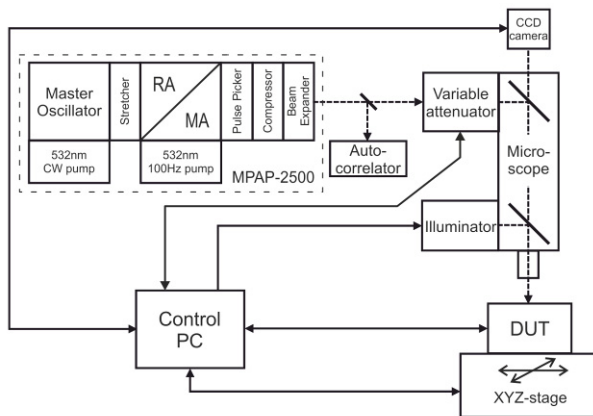 CCD
camera
Master
Oscillator
Stretcher
RA
MA
Pulse Picker
Compressor
Beam
Expander
532nm
CW pump
532nm
100Hz pump
MPAP-2500
Auto-
correlator
Variable
attenuator
Micro-
scope
Illuminator
Control
PC
DUT
XYZ-stage